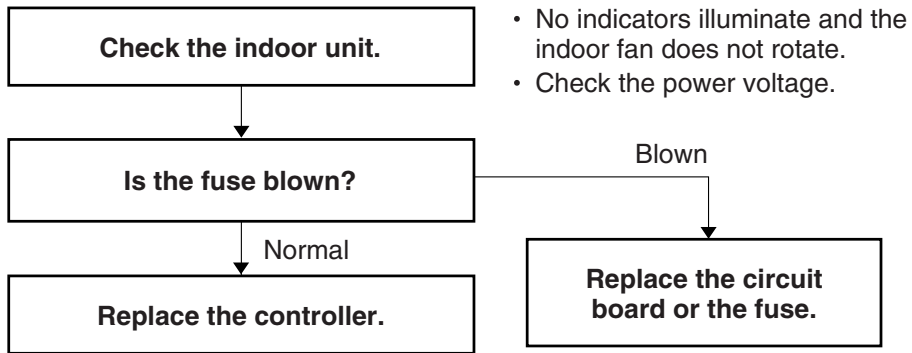 Check the indoor unit.
• No indicators illuminate and the
indoor fan does not rotate.
• Check the power voltage.
Is the fuse blown?
Blown
Normal
Replace the controller.
Replace the circuit
board or the fuse.